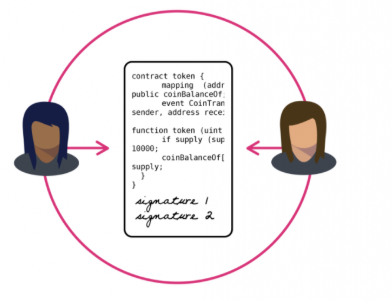 contract token {
mapping (addr
public coinBalanceOf
event CoinTran
sender, address rece
function token (uint
if supply (sup
10000;
coinBalanceOf[
supply;
}
}
signature 1
signature 2